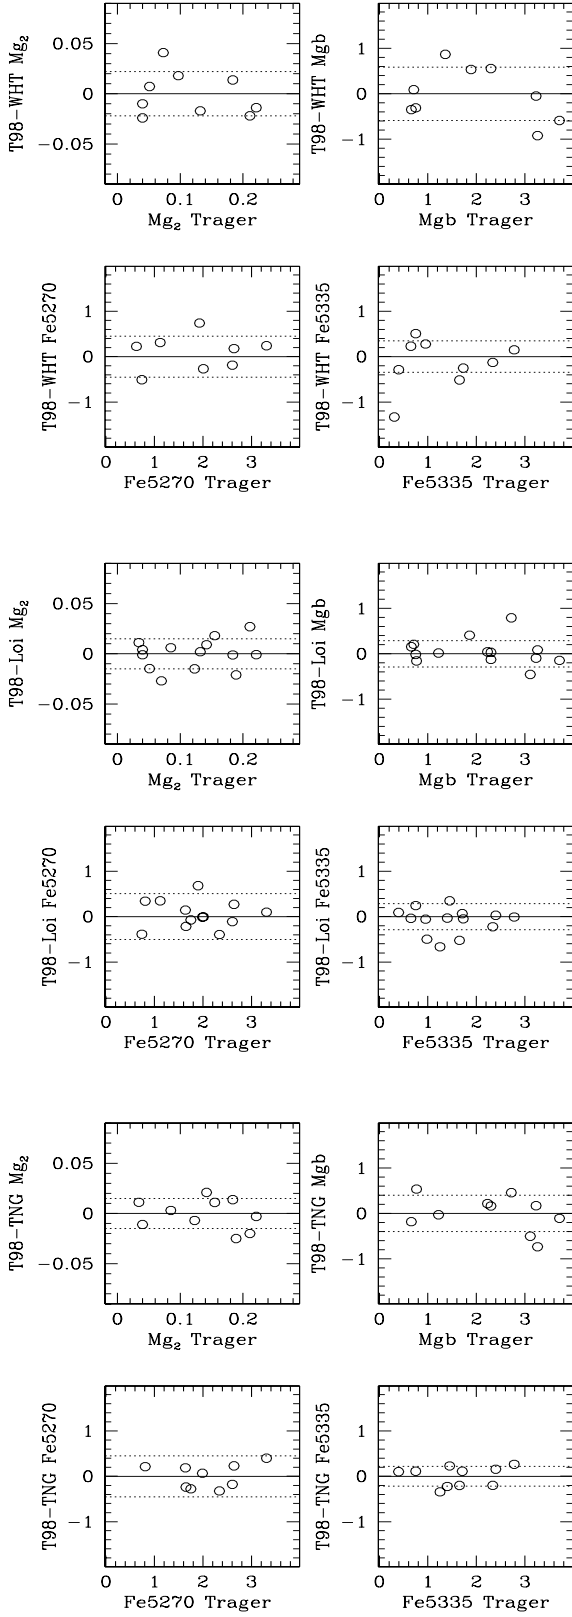 T98-WHT Mg2
0.05
0
−0.05
0 0.1 0.2
Mg2 Trager
T98-WHT Mgb
1
0
−1
0 1 2 3
Mgb Trager
T98-WHT Fe5270
1
0
−1
0 1 2 3
Fe5270 Trager
T98-WHT Fe5335
1
0
−1
0 1 2 3
Fe5335 Trager
T98-Loi Mg2
0.05
0
−0.05
0 0.1 0.2
Mg2 Trager
T98-Loi Mgb
1
0
−1
0 1 2 3
Mgb Trager
T98-Loi Fe5270
1
0
−1
0 1 2 3
Fe5270 Trager
T98-Loi Fe5335
1
0
−1
0 1 2 3
Fe5335 Trager
T98-TNG Mg2
0.05
0
−0.05
0 0.1 0.2
Mg2 Trager
T98-TNG Mgb
1
0
−1
0 1 2 3
Mgb Trager
T98-TNG Fe5270
1
0
−1
0 1 2 3
Fe5270 Trager
T98-TNG Fe5335
1
0
−1
0 1 2 3
Fe5335 Trager